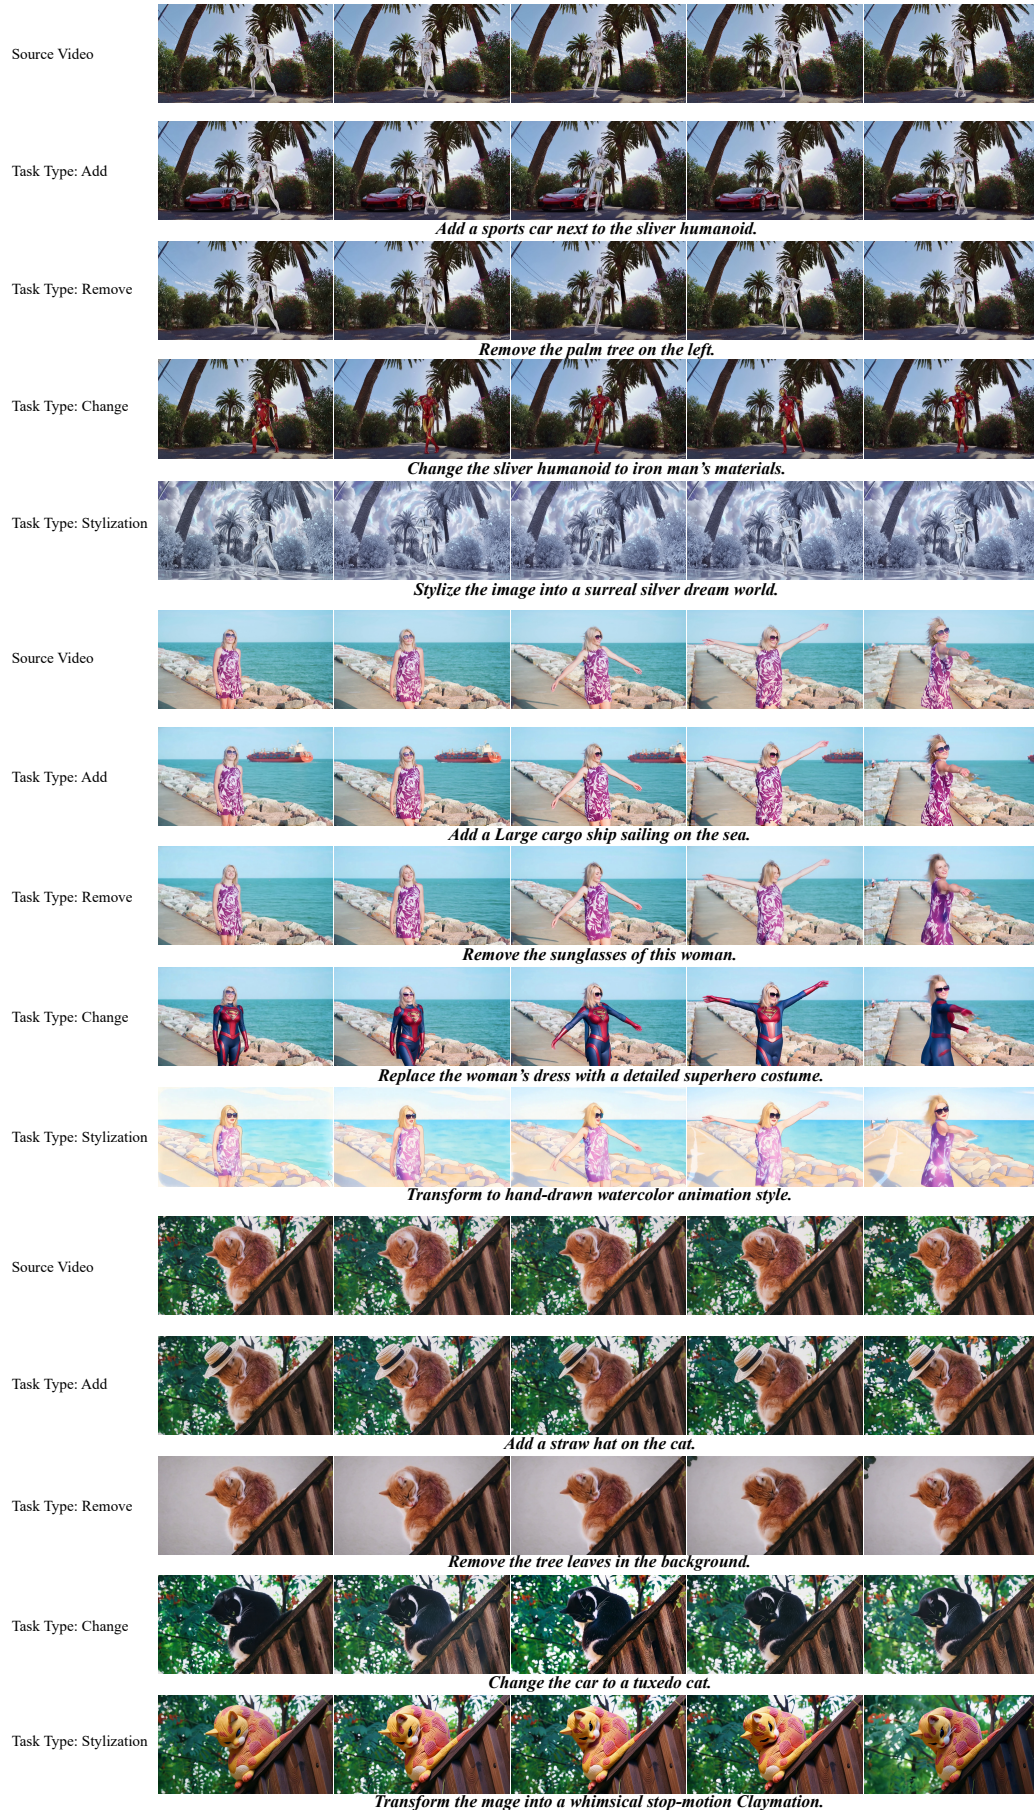 Source Video
Task Type: Add
Add a sports car next to the sliver humanoid.
Task Type: Remove
Remove the palm tree on the left.
Task Type: Change
Change the sliver humanoid to iron man's materials.
Task Type: Stylization
Stylize the image into a surreal silver dream world.
Source Video
Task Type: Add
Add a Large cargo ship sailing on the sea.
Task Type: Remove
Remove the sunglasses of this woman.
Task Type: Change
Replace the woman's dress with a detailed superhero costume.
Task Type: Stylization
Transform to hand-drawn watercolor animation style.
Source Video
Task Type: Add
Add a straw hat on the cat.
Task Type: Remove
Remove the tree leaves in the background.
Task Type: Change
Change the car to a tuxedo cat.
Task Type: Stylization
Transform the mage into a whimsical stop-motion Claymation.